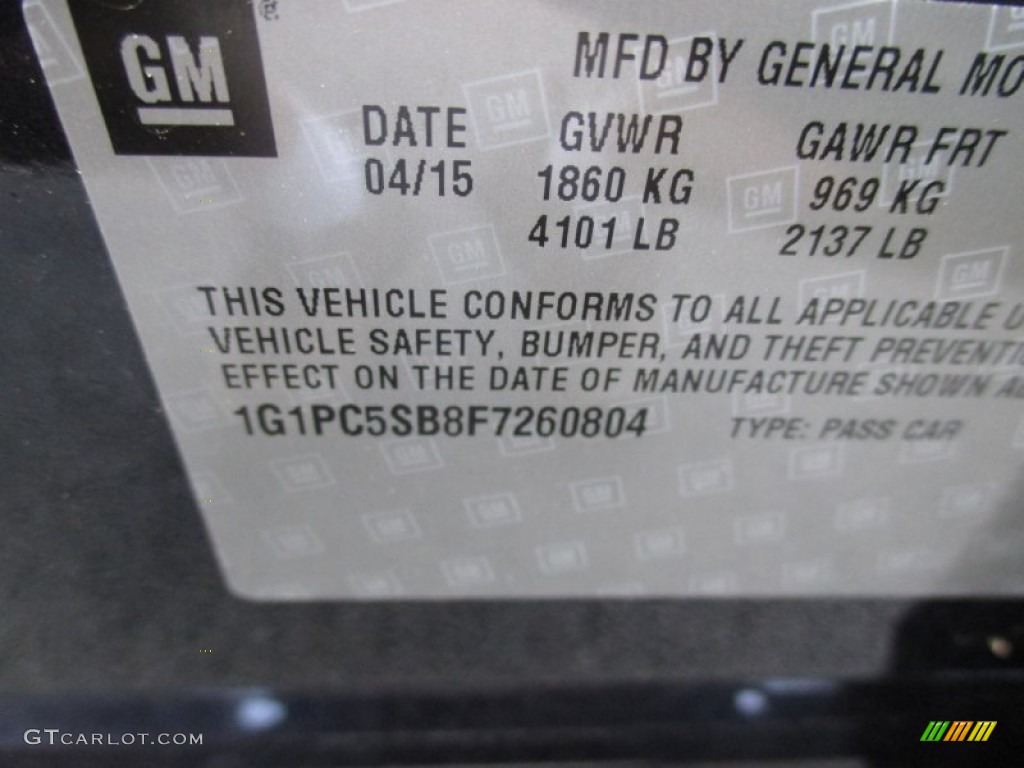 GM
MFD BY GENERAL MO
DATE GVWR GAWR FRT
04/15 1860 KG 969 KG
4101 LB 2137 LB
THIS VEHICLE CONFORMS TO ALL APPLICABLE U
VEHICLE SAFETY, BUMPER, AND THEFT PREVENTI
EFFECT ON THE DATE OF MANUFACTURE SHOWN A
1G1PC5SB8F7260804 TYPE: PASS CAR
GTCARLOT.COM